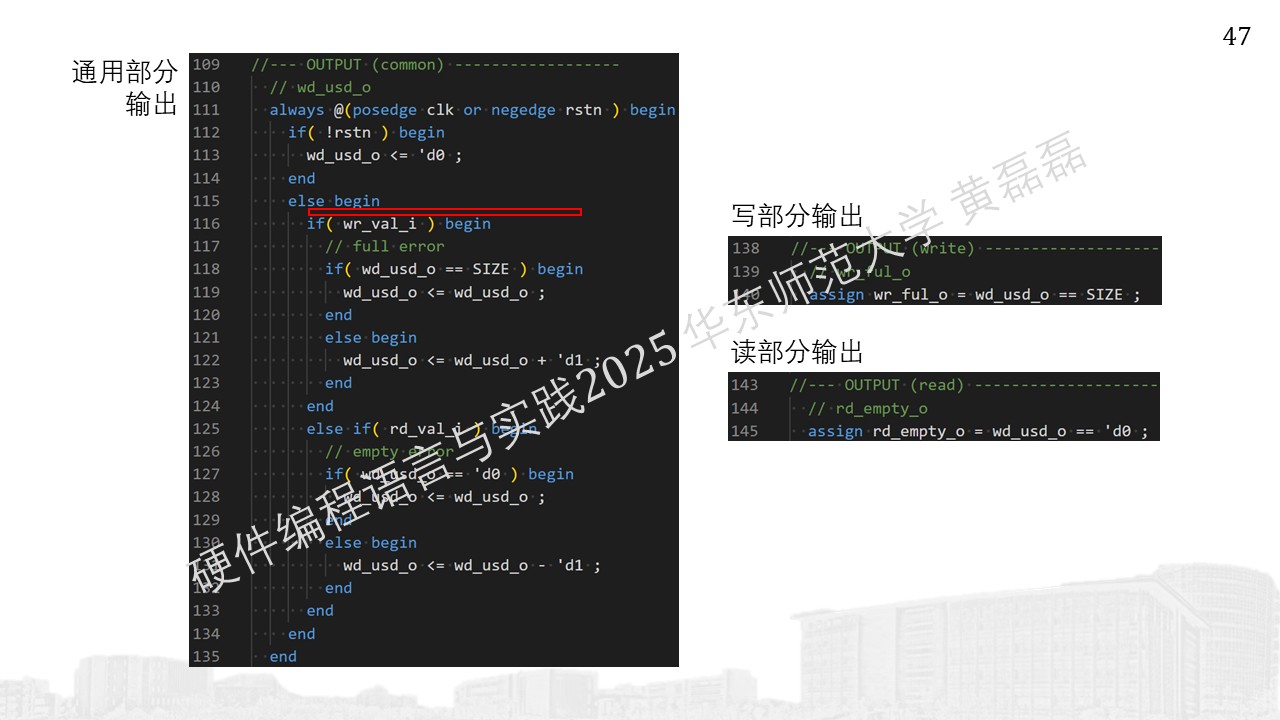 47
通用部分
输出
109 //--- OUTPUT (common) ------------------
110 // wd_usd_o
111 always @(posedge clk or negedge rstn ) begin
112 if( !rstn ) begin
113 wd_usd_o <= 'd0 ;
114 end
115 else begin
116 if( wr_val_i ) begin
117 // full error
118 if( wd_usd_o == SIZE ) begin
119 wd_usd_o <= wd_usd_o ;
120 end
121 else begin
122 wd_usd_o <= wd_usd_o + 'd1 ;
123 end
124 end
125 else if( rd_val_i ) begin
126 // empty error
127 if( wd_usd_o == 'd0 ) begin
128 wd_usd_o <= wd_usd_o ;
129 end
130 else begin
131 wd_usd_o <= wd_usd_o - 'd1 ;
132 end
133 end
134 end
135 end
写部分输出
138 //--- OUTPUT (write) -------------------
139 // wr_ful_o
140 assign wr_ful_o = wd_usd_o == SIZE ;
读部分输出
143 //--- OUTPUT (read) --------------------
144 // rd_empty_o
145 assign rd_empty_o = wd_usd_o == 'd0 ;
硬件编程语言与实践2025 华东师范大学 黄磊磊